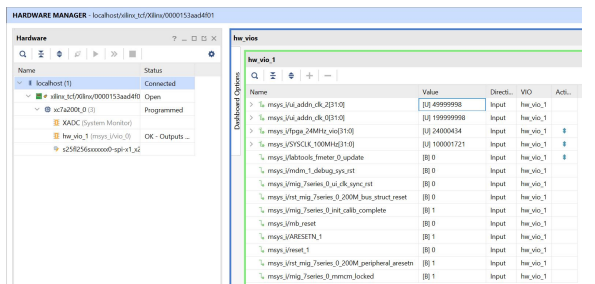 HARDWARE MANAGER - localhost/xilinx_tcf/Xilinx/0000153aad4f01
Hardware
Name Status
localhost (1) Connected
xilinx_tcf/Xilinx/0000153aad4f0 Open
xc7a200t_0 (3) Programmed
XADC (System Monitor)
hw_vio_1 (msys_i/vio_0) OK - Outputs ...
s25fl256sxxxxxx0-spi-x1_x2
hw_vios
hw_vio_1
Dashboard Options
Name Value Directi... VIO Acti...
msys_i/ui_addn_clk_2[31:0] [U] 49999998 Input hw_vio_1
msys_i/ui_addn_clk_0[31:0] [U] 199999998 Input hw_vio_1
msys_i/fpga_24MHz_vio[31:0] [U] 24000434 Input hw_vio_1
msys_i/SYSCLK_100MHz[31:0] [U] 100001721 Input hw_vio_1
msys_i/labtools_fmeter_0_update [B] 0 Input hw_vio_1
msys_i/mdm_1_debug_sys_rst [B] 0 Input hw_vio_1
msys_i/mig_7series_0_ui_clk_sync_rst [B] 0 Input hw_vio_1
msys_i/rst_mig_7series_0_200M_bus_struct_reset [B] 0 Input hw_vio_1
msys_i/mig_7series_0_init_calib_complete [B] 1 Input hw_vio_1
msys_i/mb_reset [B] 0 Input hw_vio_1
msys_i/ARESETN_1 [B] 1 Input hw_vio_1
msys_i/reset_1 [B] 0 Input hw_vio_1
msys_i/rst_mig_7series_0_200M_peripheral_aresetn [B] 1 Input hw_vio_1
msys_i/mig_7series_0_mmcm_locked [B] 1 Input hw_vio_1